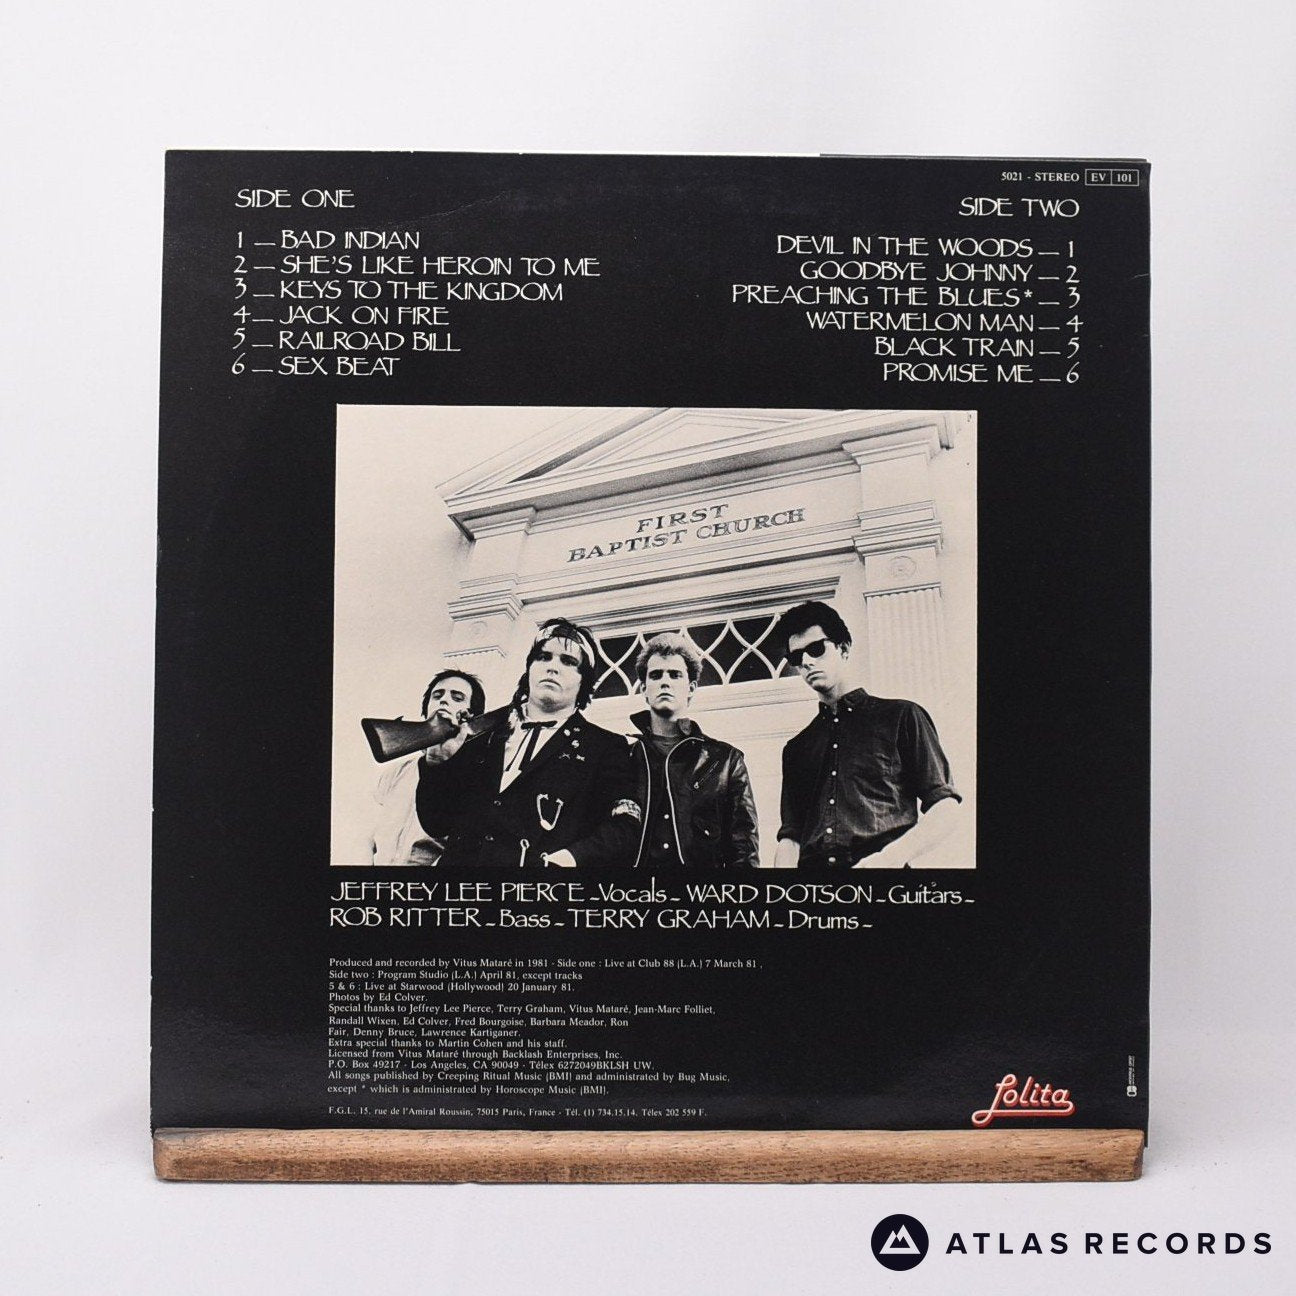 5021 - STEREO EV 101
SIDE ONE
1 — BAD INDIAN
2 — SHE'S LIKE HEROIN TO ME
3 — KEYS TO THE KINGDOM
4 — JACK ON FIRE
5 — RAILROAD BILL
6 — SEX BEAT
SIDE TWO
DEVIL IN THE WOODS — 1
GOODBYE JOHNNY — 2
PREACHING THE BLUES* — 3
WATERMELON MAN — 4
BLACK TRAIN — 5
PROMISE ME — 6
FIRST
BAPTIST CHURCH
JEFFREY LEE PIERCE _Vocals_ WARD DOTSON_Guitars_
ROB RITTER_Bass_TERRY GRAHAM_Drums_
Produced and recorded by Vitus Mataré in 1981 - Side one : Live at Club 88 (L.A.) 7 March 81,
Side two : Program Studio (L.A.) April 81, except tracks
5 & 6 : Live at Starwood (Hollywood) 20 January 81.
Photos by Ed Colver.
Special thanks to Jeffrey Lee Pierce, Terry Graham, Vitus Mataré, Jean-Marc Folliet,
Randall Wixen, Ed Colver, Fred Bourgoise, Barbara Meador, Ron
Fair, Denny Bruce, Lawrence Kartiganer.
Extra special thanks to Martin Cohen and his staff.
Licensed from Vitus Mataré through Backlash Enterprises, Inc.
P.O. Box 49217 - Los Angeles, CA 90049 - Télex 6272049BKLSH UW.
All songs published by Creeping Ritual Music (BMI) and administrated by Bug Music,
except * which is administrated by Horoscope Music (BMI).
F.G.L. 15, rue de l'Amiral Roussin, 75015 Paris, France - Tél. (1) 734.15.14. Télex 202 559 F.
Lolita
ATLAS RECORDS